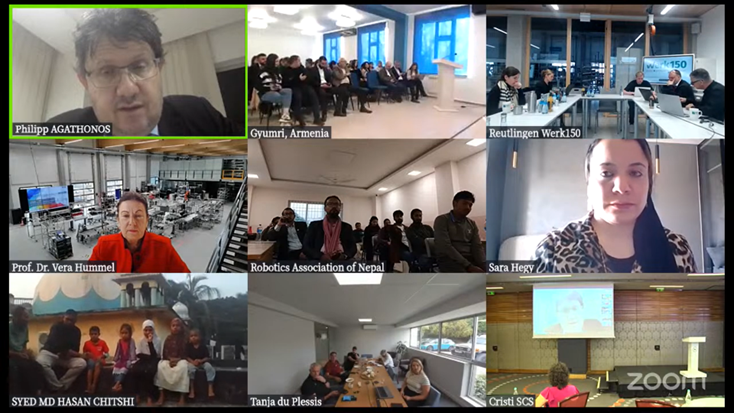 Philipp AGATHONOS
Gyumri, Armenia
Reutlingen Werk150
werk150
Prof. Dr. Vera Hummel
Robotics Association of Nepal
Sara Hegy
SYED MD HASAN CHITSHI
Tanja du Plessis
Cristi SCS
zoom